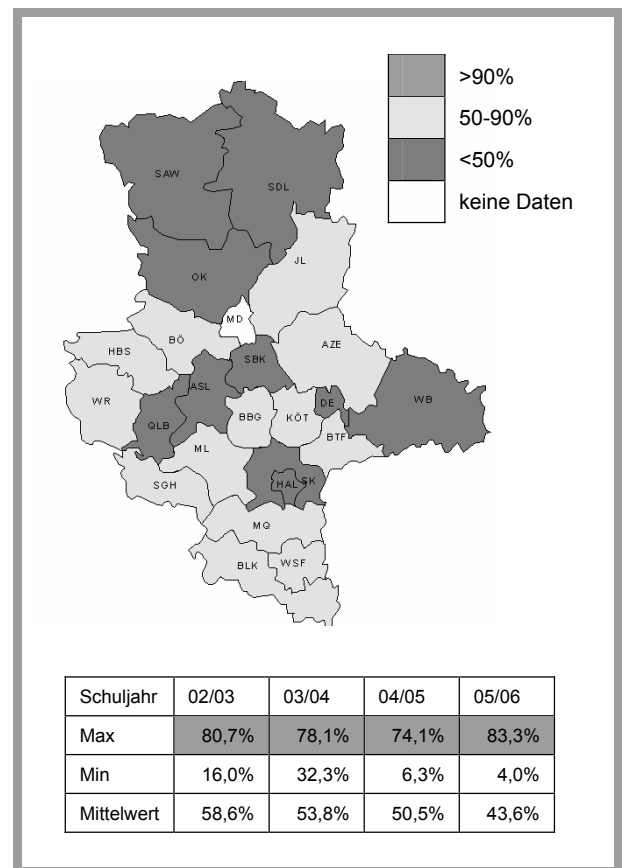 >90%
50-90%
<50%
keine Daten
SAW
SDL
OK
JL
MD
BÖ
HBS
AZE
SBK
ASL
WR
DE
WB
BBG
KÖT
QLB
BTF
ML
SGH
HAL
SK
MQ
BLK
WSF
Schuljahr 02/03 03/04 04/05 05/06
Max 80,7% 78,1% 74,1% 83,3%
Min 16,0% 32,3% 6,3% 4,0%
Mittelwert 58,6% 53,8% 50,5% 43,6%